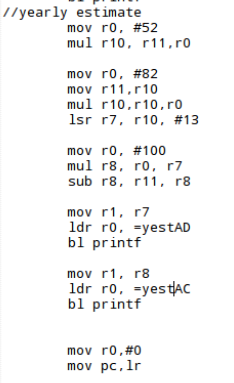 bl printf
//yearly estimate
mov r0, #52
mul r10, r11,r0
mov r0, #82
mov r11,r10
mul r10,r10,r0
lsr r7, r10, #13
mov r0, #100
mul r8, r0, r7
sub r8, r11, r8
mov r1, r7
ldr r0, =yestAD
bl printf
mov r1, r8
ldr r0, =yestAC
bl printf
mov r0,#0
mov pc,lr